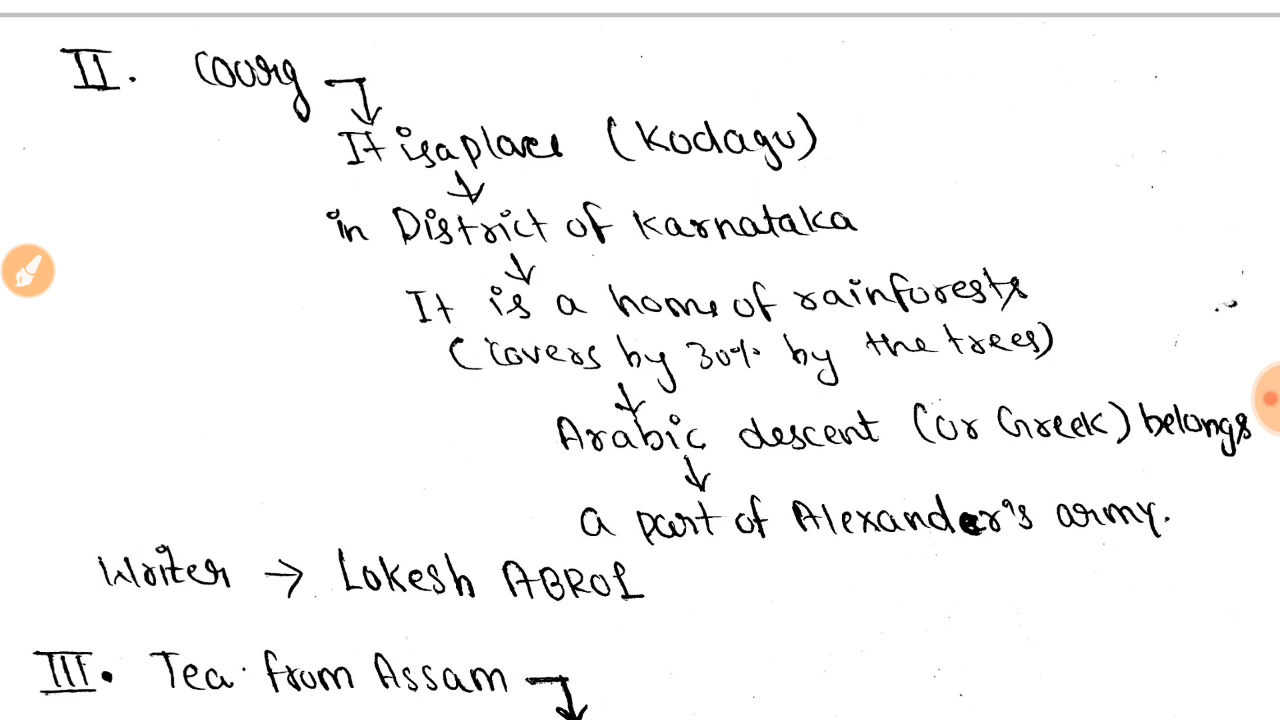 II. Coorg
It is a place (Kodagu)
in District of Karnataka
It is a home of rainforests
(covers by 30% by the trees)
Arabic descent (or Greek) belongs
a part of Alexander's army.
Writer → Lokesh ABROL
III. Tea from Assam